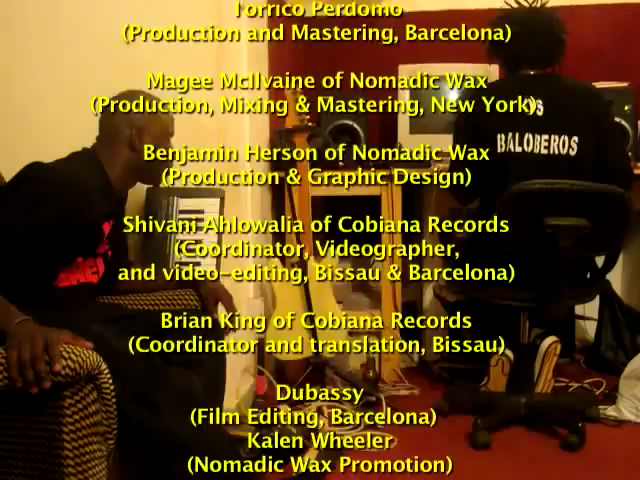 Torrico Perdomo
(Production and Mastering, Barcelona)
Magee McIlvaine of Nomadic Wax
(Production, Mixing & Mastering, New York)
Benjamin Herson of Nomadic Wax
(Production & Graphic Design)
Shivani Ahlowalia of Cobiana Records
(Coordinator, Videographer,
and video-editing, Bissau & Barcelona)
Brian King of Cobiana Records
(Coordinator and translation, Bissau)
Dubassy
(Film Editing, Barcelona)
Kalen Wheeler
(Nomadic Wax Promotion)
BALOBEROS